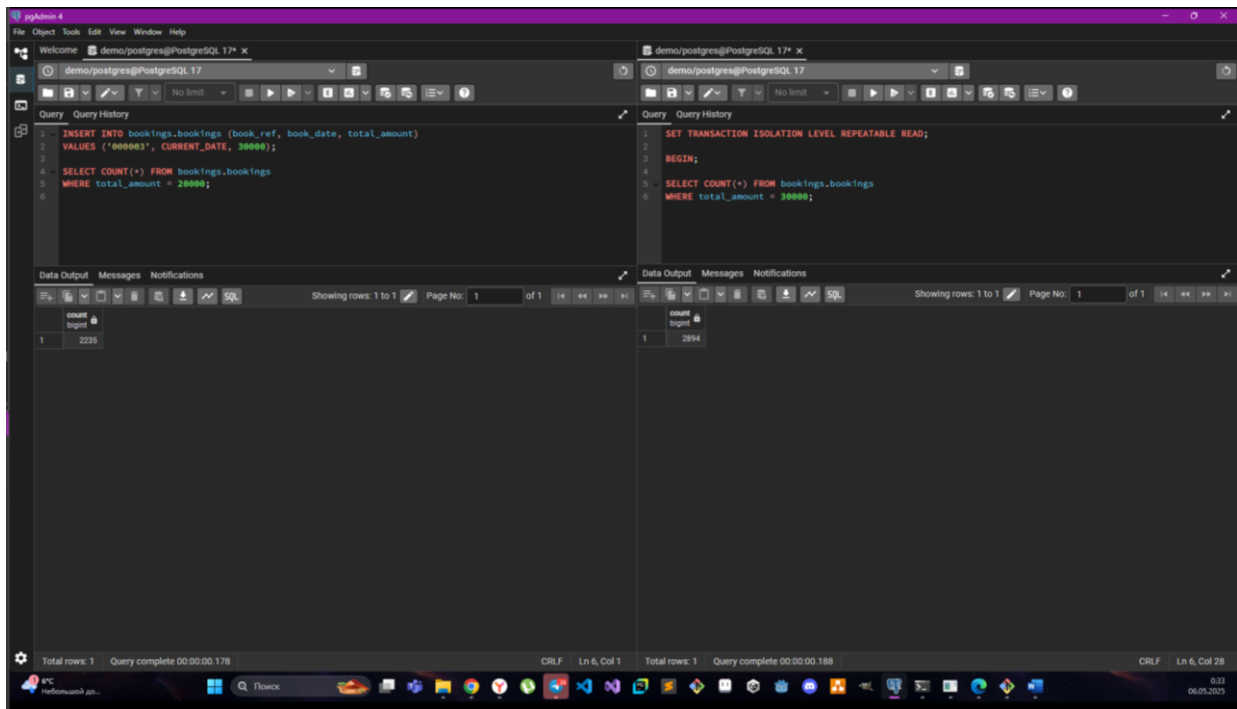 pgAdmin 4
File Object Tools Edit View Window Help
Welcome demo/postgres@PostgreSQL 17* ×
demo/postgres@PostgreSQL 17
No limit
Query Query History
1 INSERT INTO bookings.bookings (book_ref, book_date, total_amount)
2 VALUES ('000003', CURRENT_DATE, 30000);
3
4 SELECT COUNT(*) FROM bookings.bookings
5 WHERE total_amount = 20000;
6
Data Output Messages Notifications
SQL Showing rows: 1 to 1 Page No: 1 of 1
count
bigint
1 2235
Total rows: 1 Query complete 00:00:00.178 CRLF Ln 6, Col 1
demo/postgres@PostgreSQL 17* ×
demo/postgres@PostgreSQL 17
No limit
Query Query History
1 SET TRANSACTION ISOLATION LEVEL REPEATABLE READ;
2
3 BEGIN;
4
5 SELECT COUNT(*) FROM bookings.bookings
6 WHERE total_amount = 30000;
Data Output Messages Notifications
SQL Showing rows: 1 to 1 Page No: 1 of 1
count
bigint
1 2894
Total rows: 1 Query complete 00:00:00.188 CRLF Ln 6, Col 28
6°C
Небольшой до...
Поиск
0:33
06.05.2025